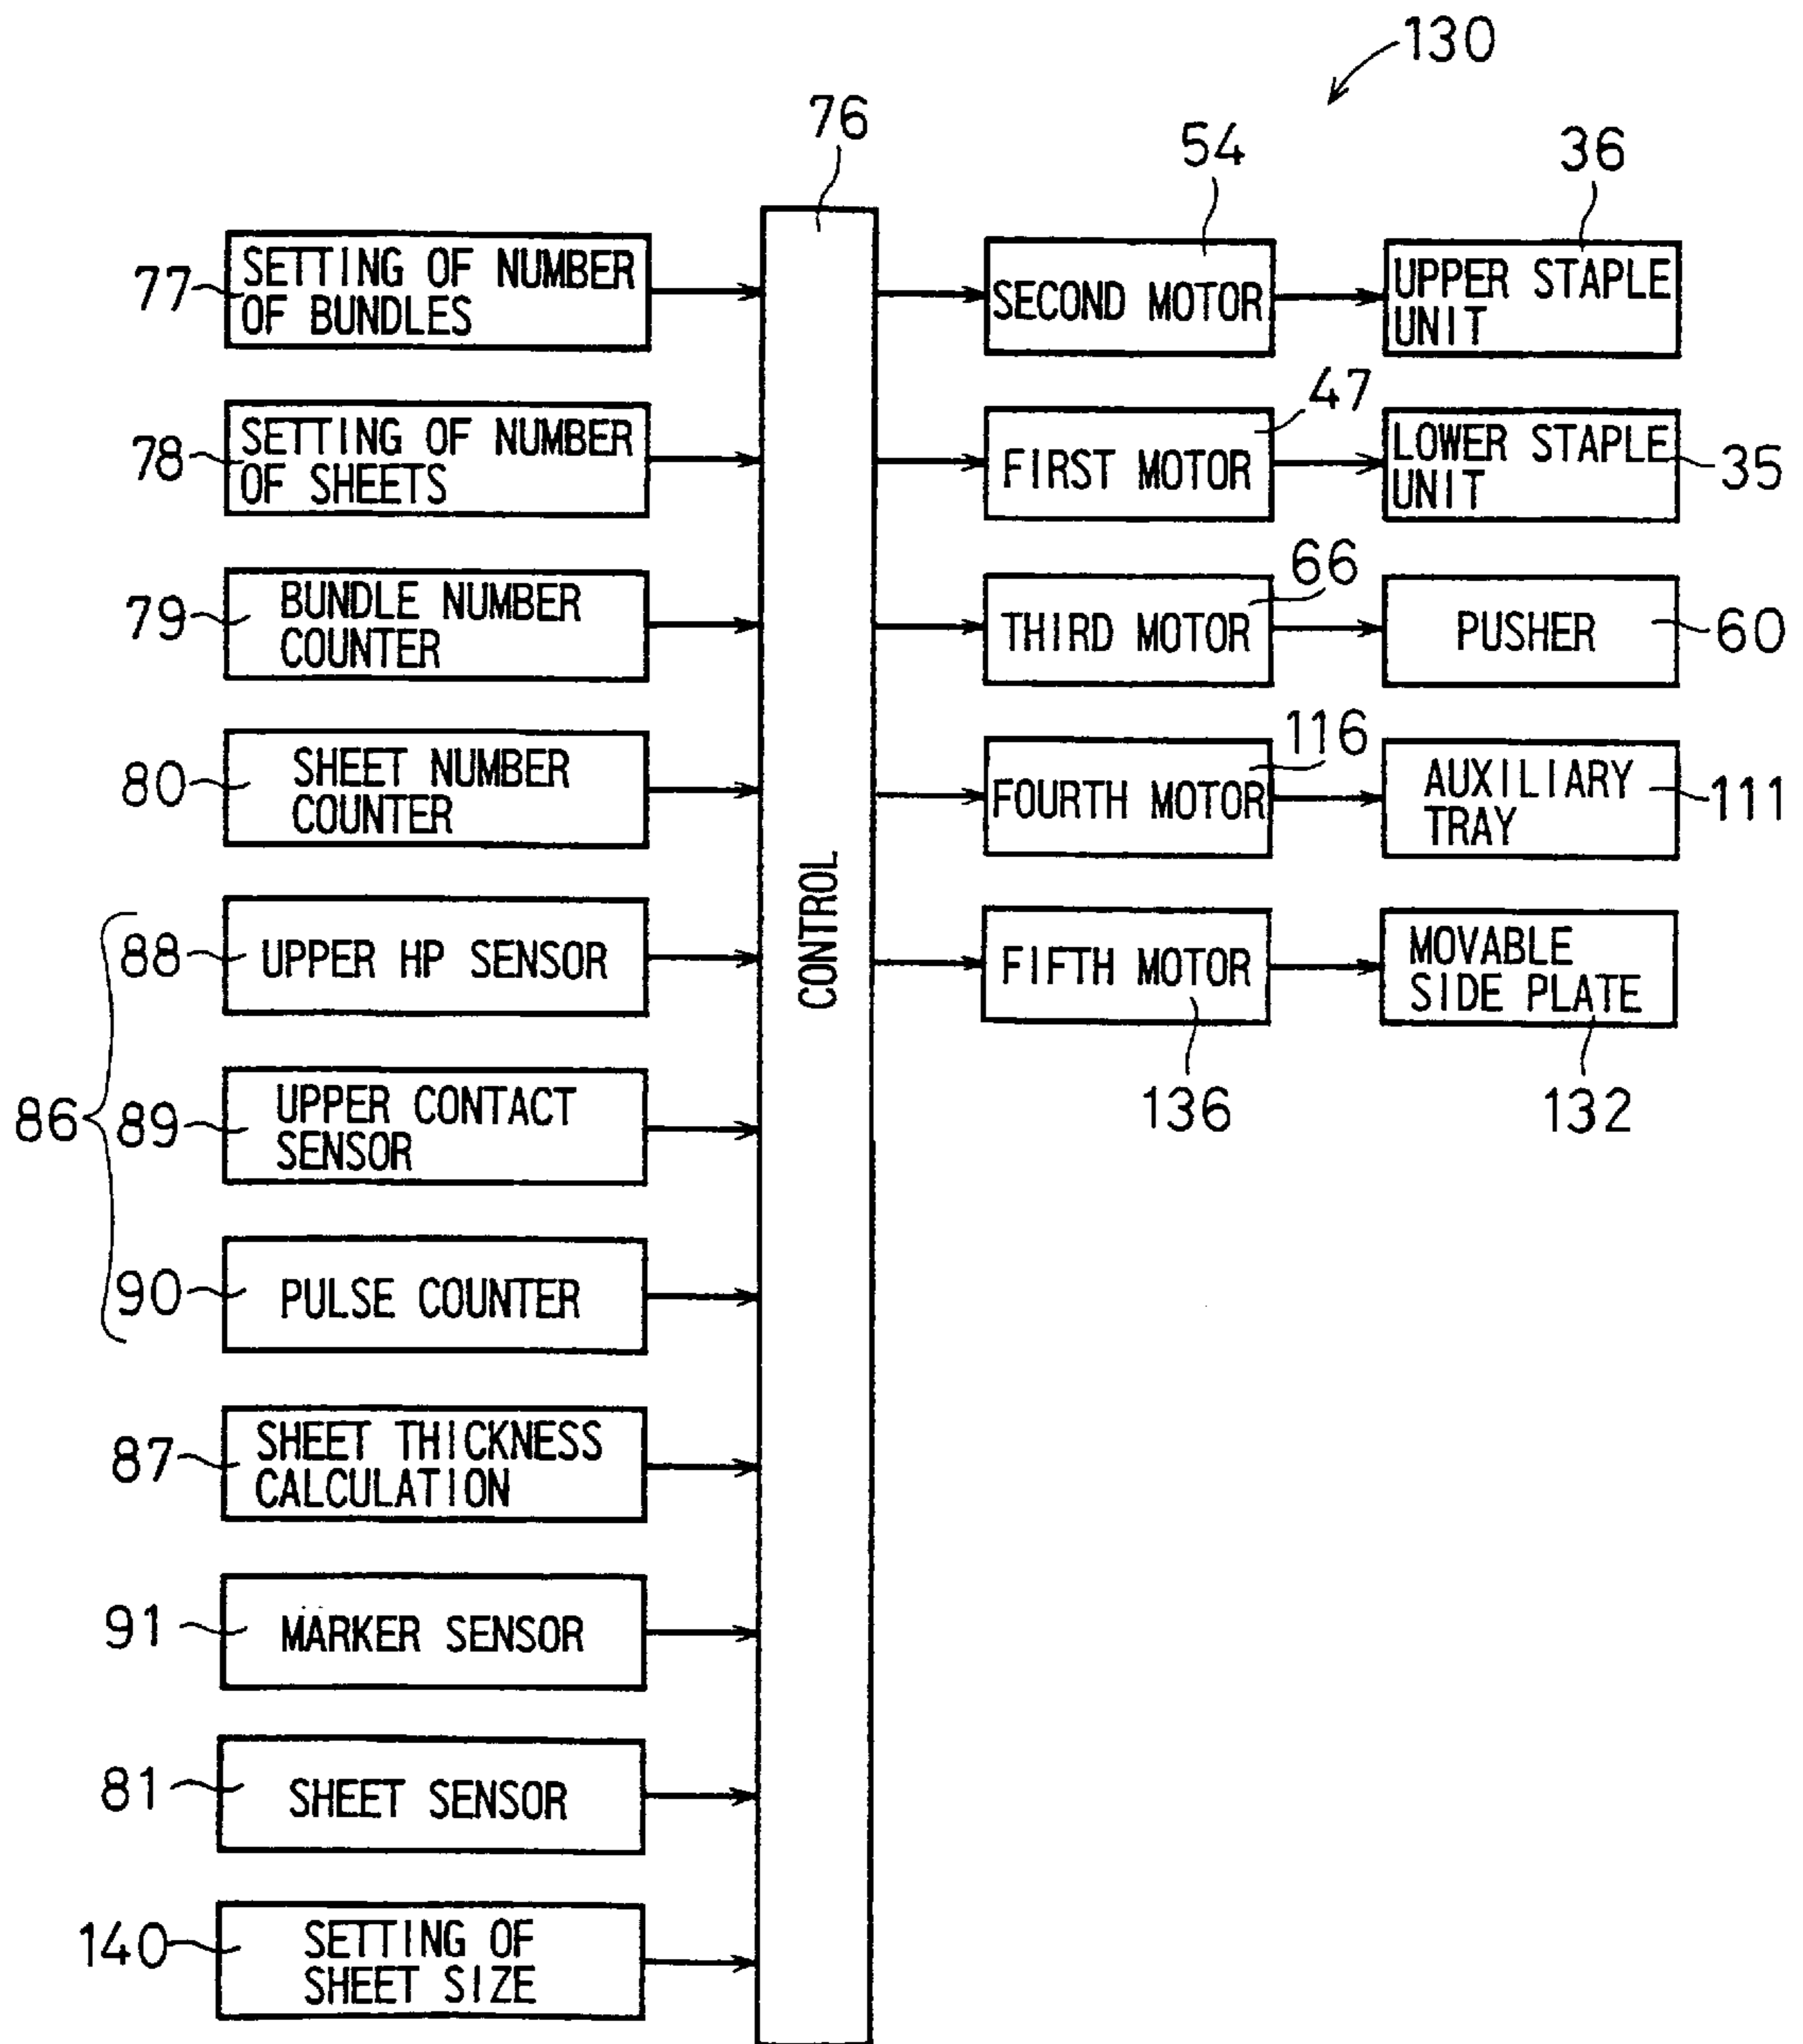 130
76
54
36
77
SETTING OF NUMBER
OF BUNDLES
SECOND MOTOR
UPPER STAPLE
UNIT
47
78
SETTING OF NUMBER
OF SHEETS
FIRST MOTOR
LOWER STAPLE
UNIT
35
66
79
BUNDLE NUMBER
COUNTER
THIRD MOTOR
PUSHER
60
116
80
SHEET NUMBER
COUNTER
FOURTH MOTOR
AUXILIARY
TRAY
111
CONTROL
86
88
UPPER HP SENSOR
FIFTH MOTOR
MOVABLE
SIDE PLATE
136
132
89
UPPER CONTACT
SENSOR
90
PULSE COUNTER
87
SHEET THICKNESS
CALCULATION
91
MARKER SENSOR
81
SHEET SENSOR
140
SETTING OF
SHEET SIZE